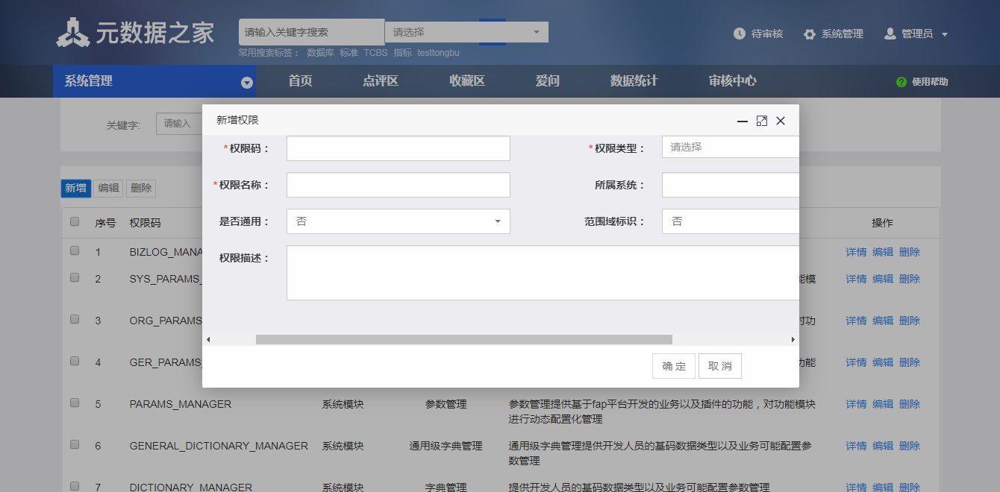 元数据之家
请输入关键字搜索 请选择
常用搜索标签： 数据库 标准 TCBS 指标 testtongbu
待审核 系统管理 管理员
系统管理 首页 点评区 收藏区 爱问 数据统计 审核中心 ? 使用帮助
关键字: 请输入
新增 编辑 删除
序号 权限码 操作
新增权限
*权限码： *权限类型： 请选择
*权限名称： 所属系统：
是否通用： 否 范围域标识： 否
权限描述：
确 定 取 消
1 BIZLOG_MANA 详情 编辑 删除
2 SYS_PARAMS_ 能模 详情 编辑 删除
3 ORG_PARAMS 对功 详情 编辑 删除
4 GER_PARAMS_ 功能 详情 编辑 删除
5 PARAMS_MANAGER 系统模块 参数管理 参数管理提供基于fap平台开发的业务以及插件的功能，对功能模块 详情 编辑 删除
进行动态配置化管理
6 GENERAL_DICTIONARY_MANAGER 系统模块 通用级字典管理 通用级字典管理提供开发人员的基码数据类型以及业务可能配置参 详情 编辑 删除
数管理
7 DICTIONARY_MANAGER 系统模块 字典管理 提供开发人员的基码数据类型以及业务可能配置参数管理 详情 编辑 删除